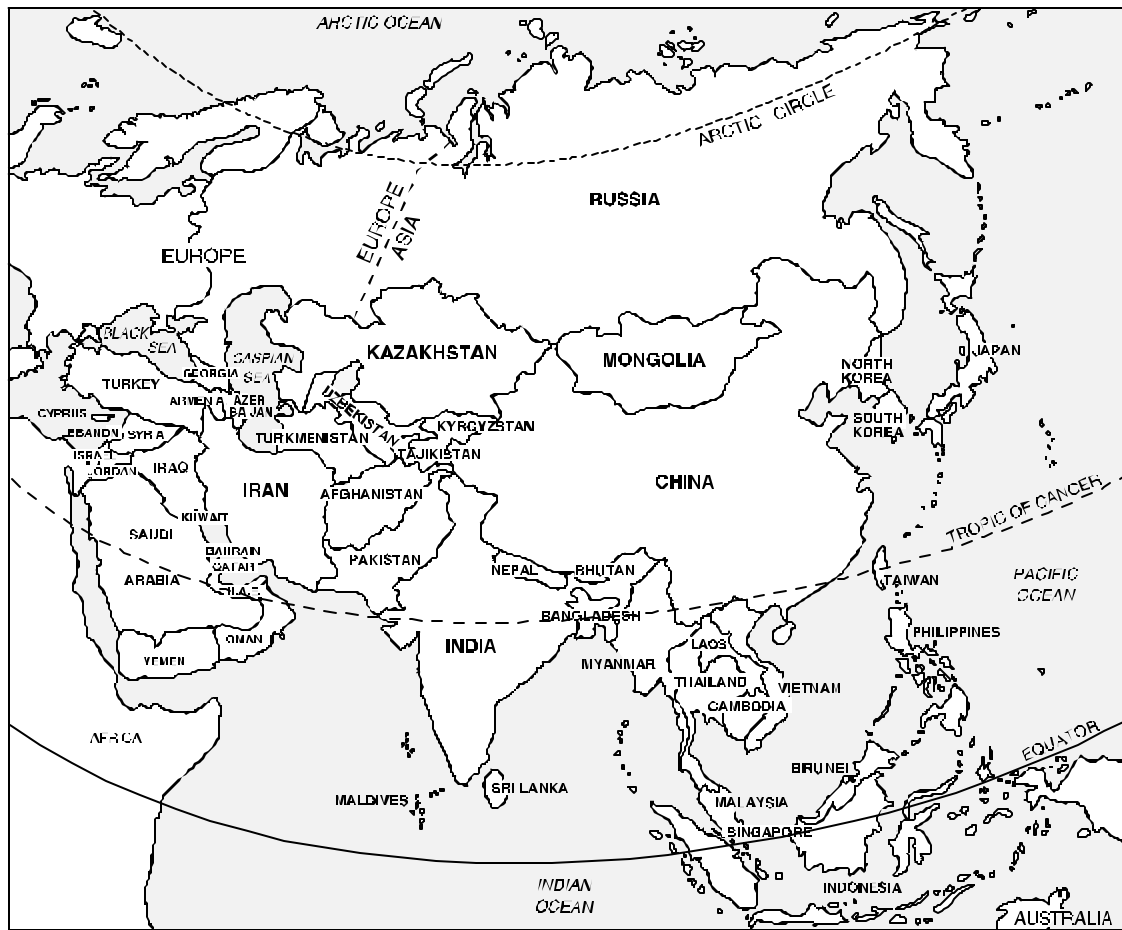 ARCTIC OCEAN
ARCTIC CIRCLE
RUSSIA
EUROPE
ASIA
EUROPE
BLACK
SEA
CASPIAN
SEA
KAZAKHSTAN
MONGOLIA
JAPAN
NORTH
KOREA
SOUTH
KOREA
GEORGIA
TURKEY
ARMENIA
AZER
BAIJAN
UZBEKISTAN
CYPRUS
KYRGYZSTAN
SYRIA
TURKMENISTAN
TAJIKISTAN
IRAQ
JORDAN
IRAN
AFGHANISTAN
CHINA
TROPIC OF CANCER
KUWAIT
SAUDI
ARABIA
BAHRAIN
QATAR
PAKISTAN
NEPAL
BHUTAN
TAIWAN
PACIFIC
OCEAN
BANGLADESH
OMAN
YEMEN
INDIA
MYANMAR
LAOS
PHILIPPINES
THAILAND
VIETNAM
CAMBODIA
AFRICA
EQUATOR
BRUNEI
SRI LANKA
MALDIVES
MALAYSIA
SINGAPORE
INDONESIA
INDIAN
OCEAN
AUSTRALIA